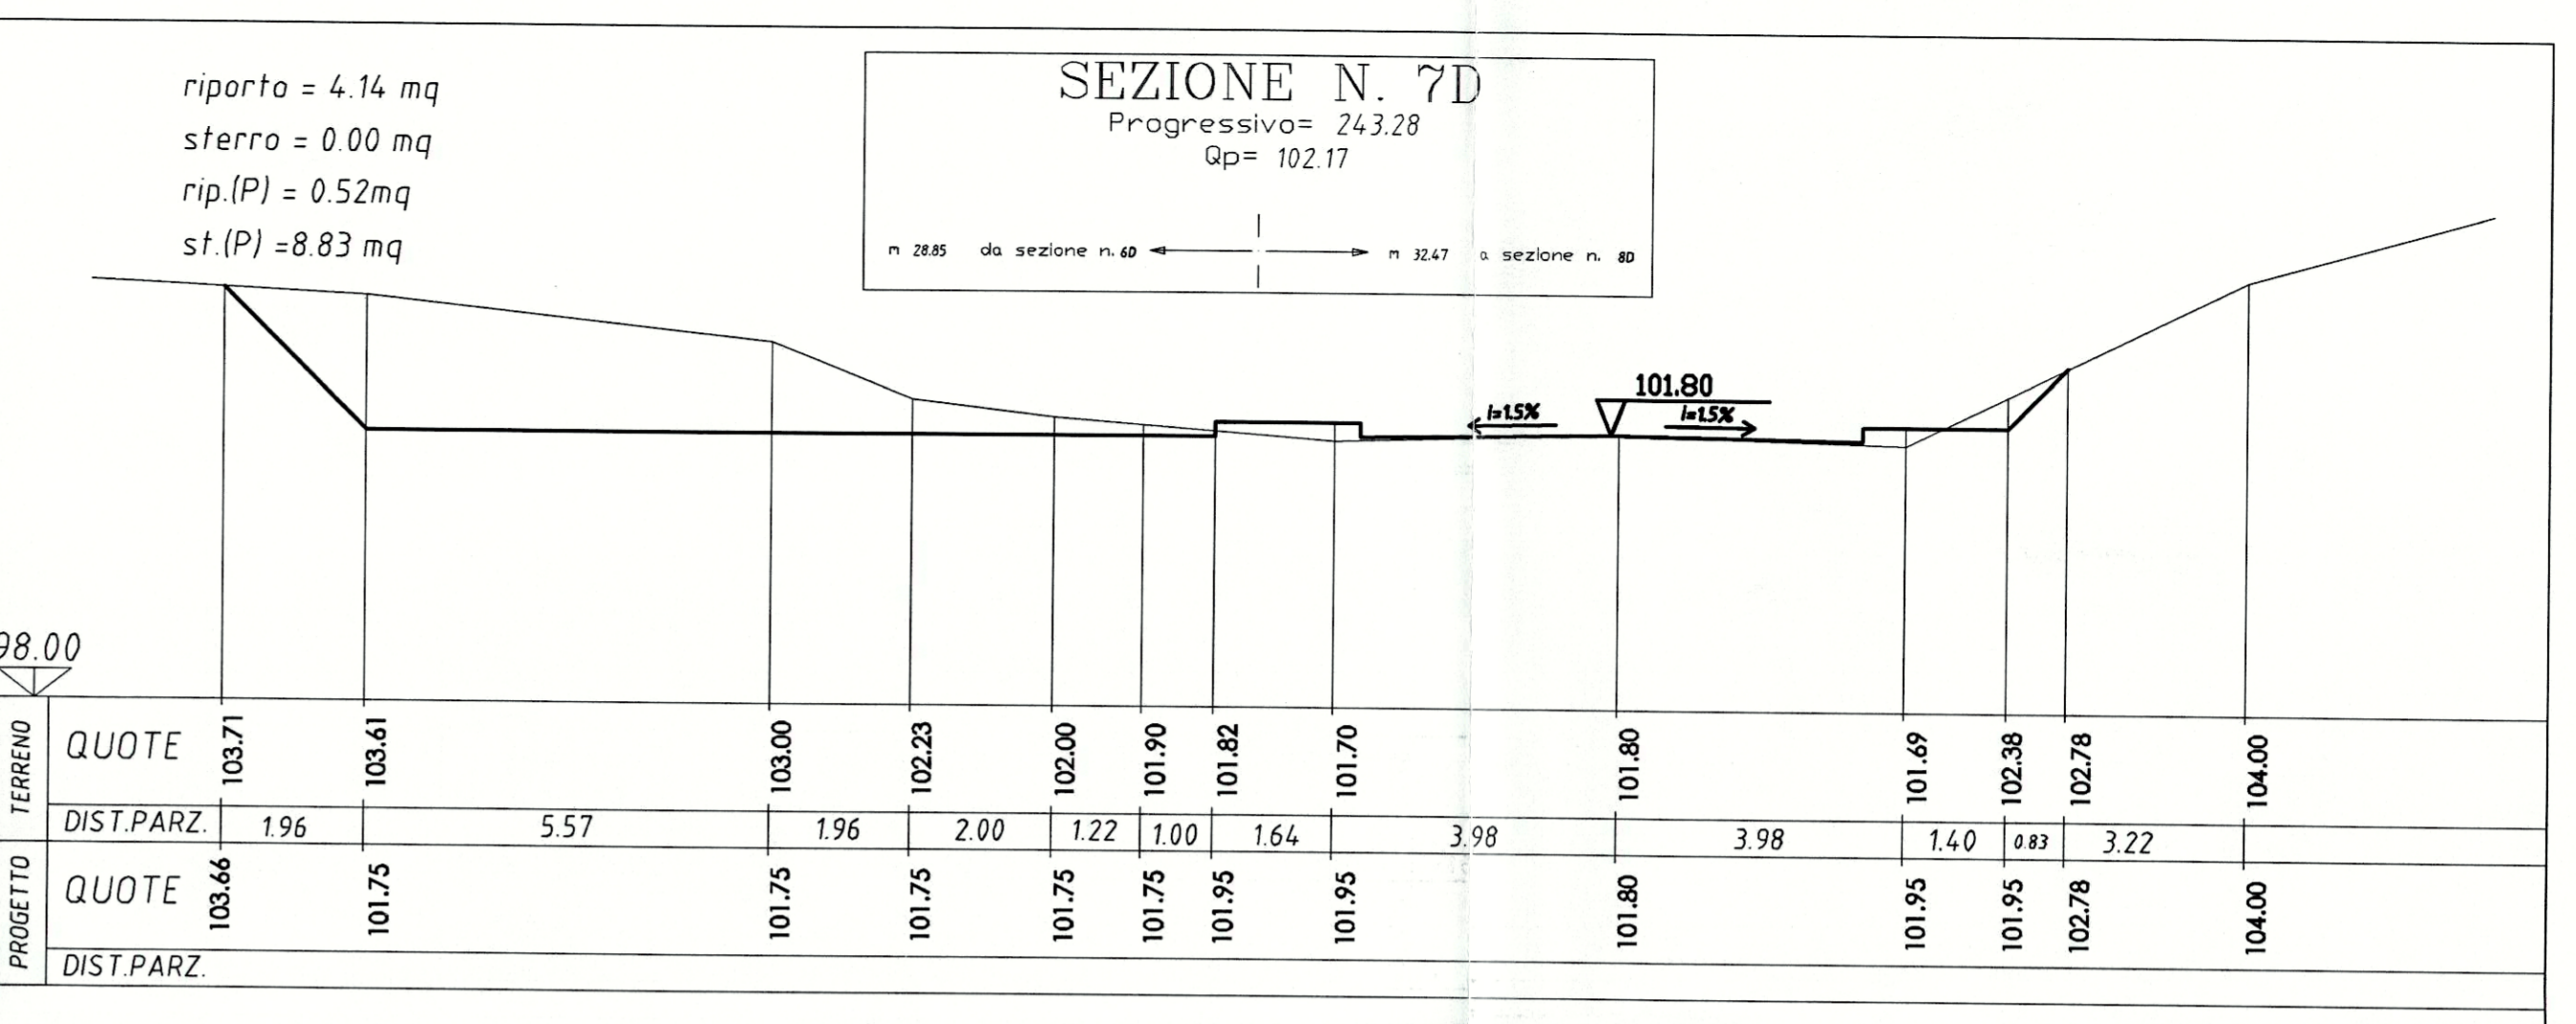 riporto = 4.14 mq
sterro = 0.00 mq
rip.(P) = 0.52mq
st.(P) =8.83 mq
SEZIONE N. 7D
Progressivo= 243.28
Qp= 102.17
m 28.85 da sezione n. 6D m 32.47 a sezione n. 8D
101.80
i=1.5% i=1.5%
98.00
TERRENO
QUOTE 103.71 103.61 103.00 102.23 102.00 101.90 101.82 101.70 101.80 101.69 102.38 102.78 104.00
DIST.PARZ. 1.96 5.57 1.96 2.00 1.22 1.00 1.64 3.98 3.98 1.40 0.83 3.22
PROGETTO
QUOTE 103.66 101.75 101.75 101.75 101.75 101.75 101.95 101.95 101.80 101.95 101.95 102.78 104.00
DIST.PARZ.